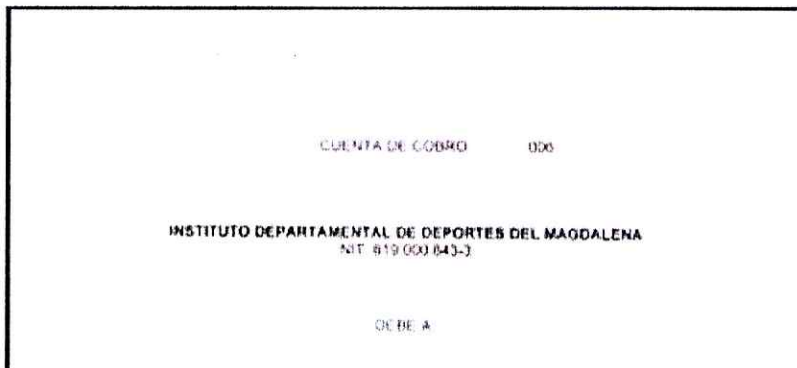 CUENTA DE COBRO 006
INSTITUTO DEPARTAMENTAL DE DEPORTES DEL MAGDALENA
NIT 819.000.843-3
DEBE A